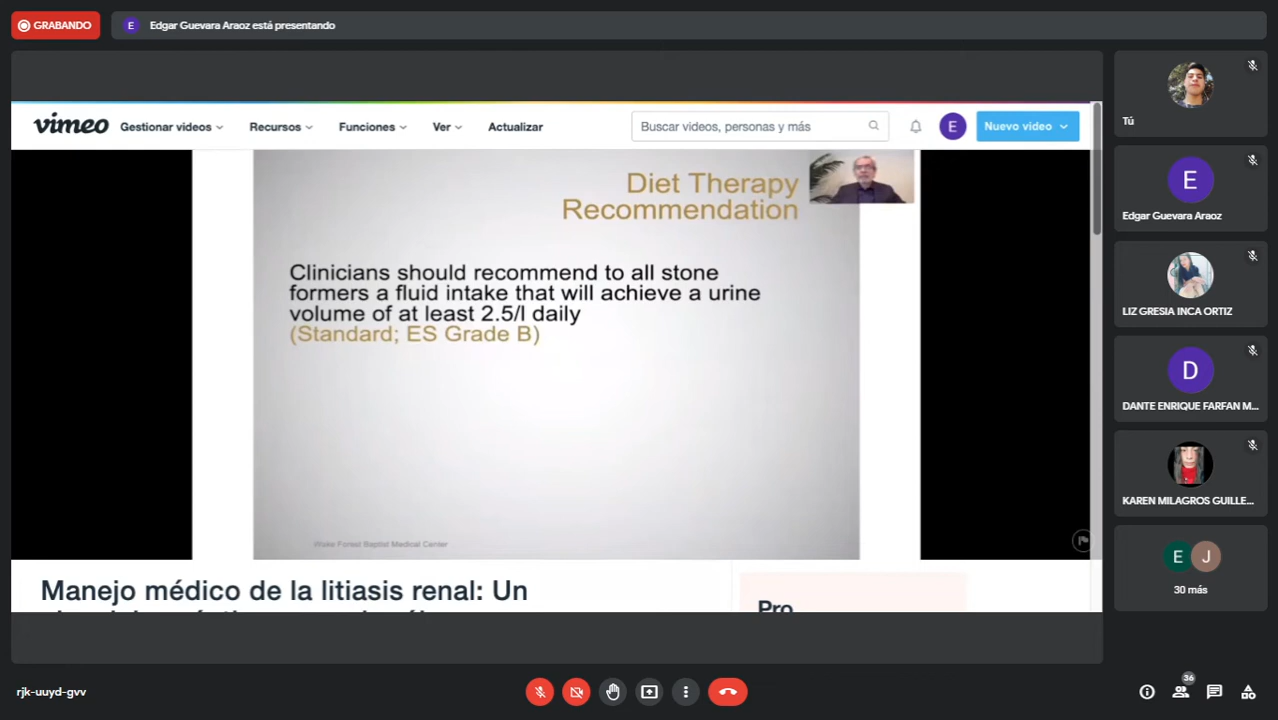 GRABANDO
E Edgar Guevara Araoz está presentando
vimeo Gestionar videos Recursos Funciones Ver Actualizar Buscar videos, personas y más E Nuevo video
Diet Therapy
Recommendation
Clinicians should recommend to all stone
formers a fluid intake that will achieve a urine
volume of at least 2.5/l daily
(Standard; ES Grade B)
Wake Forest Baptist Medical Center
Manejo médico de la litiasis renal: Un
Pro
Tú
E
Edgar Guevara Araoz
LIZ GRESIA INCA ORTIZ
D
DANTE ENRIQUE FARFAN M...
KAREN MILAGROS GUILLE...
E J
30 más
rjk-uuyd-gvv
36